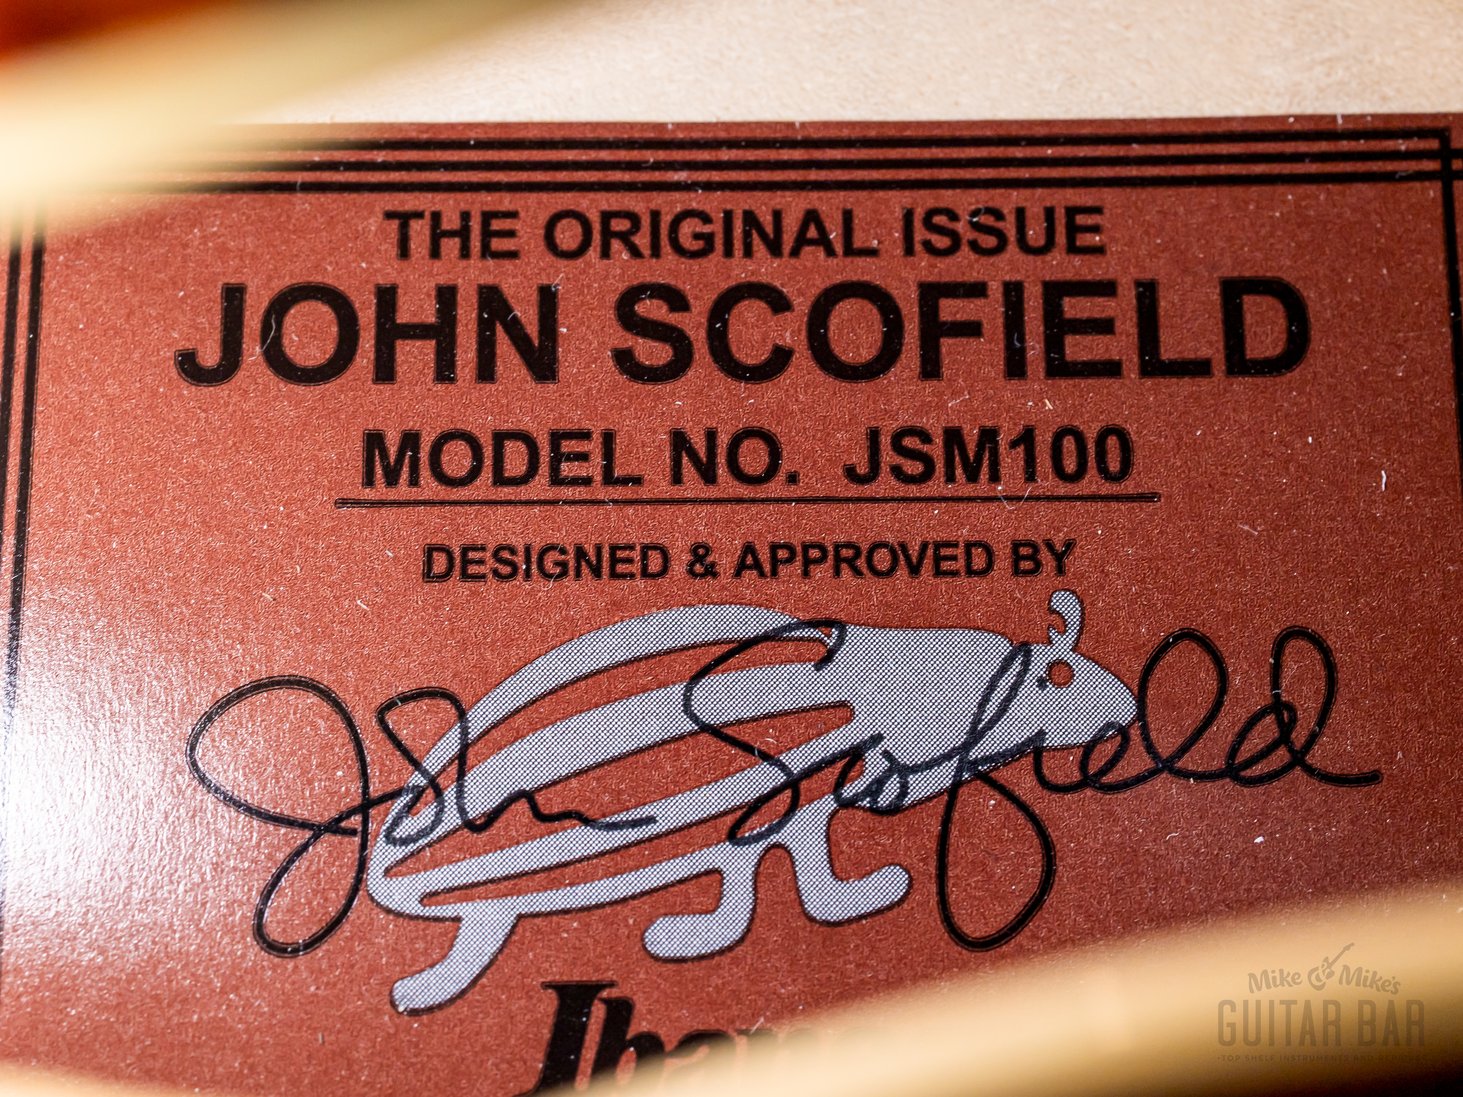 THE ORIGINAL ISSUE
JOHN SCOFIELD
MODEL NO. JSM100
DESIGNED & APPROVED BY
John Scofield
Mike & Mike's
GUITAR BAR